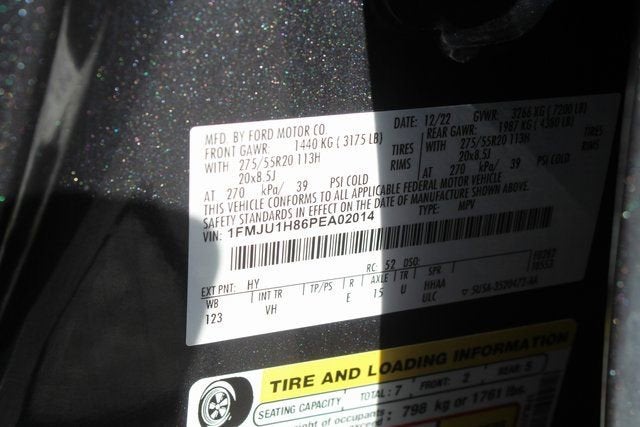 MFD. BY FORD MOTOR CO. DATE: 12/22 GVWR: 3266 KG (7200 LB)
FRONT GAWR: 1440 KG (3175 LB) REAR GAWR: 1987 KG (4380 LB)
WITH 275/55R20 113H TIRES WITH 275/55R20 113H TIRES
20x8.5J RIMS 20x8.5J RIMS
AT 270 kPa/ 39 PSI COLD AT 270 kPa/ 39 PSI COLD
THIS VEHICLE CONFORMS TO ALL APPLICABLE FEDERAL MOTOR VEHICLE
SAFETY STANDARDS IN EFFECT ON THE DATE OF MANUFACTURE SHOWN ABOVE.
VIN: 1FMJU1H86PEA02014 TYPE: MPV
EXT PNT: HY RC: 52 DSO:
WB INT TR TP/PS R AXLE TR SPR
123 VH E 15 U HHAA
ULC
TIRE AND LOADING INFORMATION
SEATING CAPACITY TOTAL: 7 FRONT: 2 REAR: 5
of occupants 798 kg or 1761 lbs.